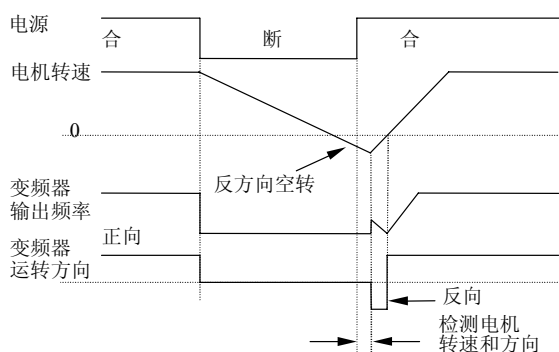 电源
合 断 合
电机转速
0
反方向空转
变频器
输出频率
正向
变频器
运转方向
反向
检测电机
转速和方向